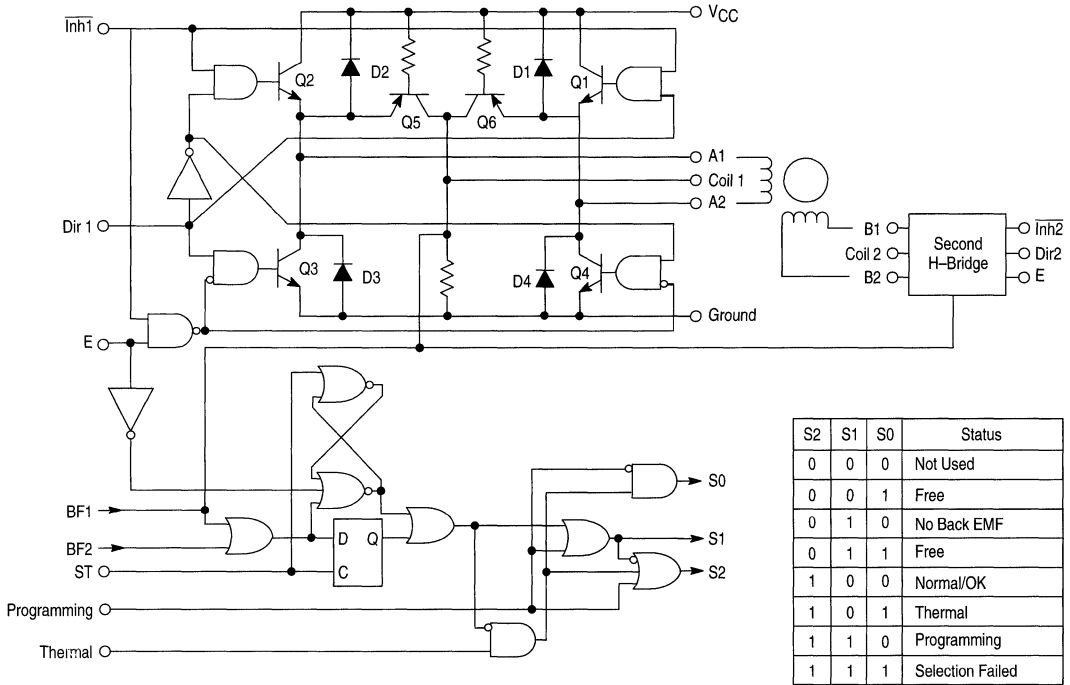 Inh1
VCC
Q2
D2
D1
Q1
Q5
Q6
A1
Coil 1
A2
Dir 1
B1
Coil 2
B2
Second
H–Bridge
Inh2
Dir2
E
Q3
D3
D4
Q4
Ground
E
BF1
BF2
ST
D
Q
C
S0
S1
S2
Programming
Thermal
S2 S1 S0 Status
0 0 0 Not Used
0 0 1 Free
0 1 0 No Back EMF
0 1 1 Free
1 0 0 Normal/OK
1 0 1 Thermal
1 1 0 Programming
1 1 1 Selection Failed